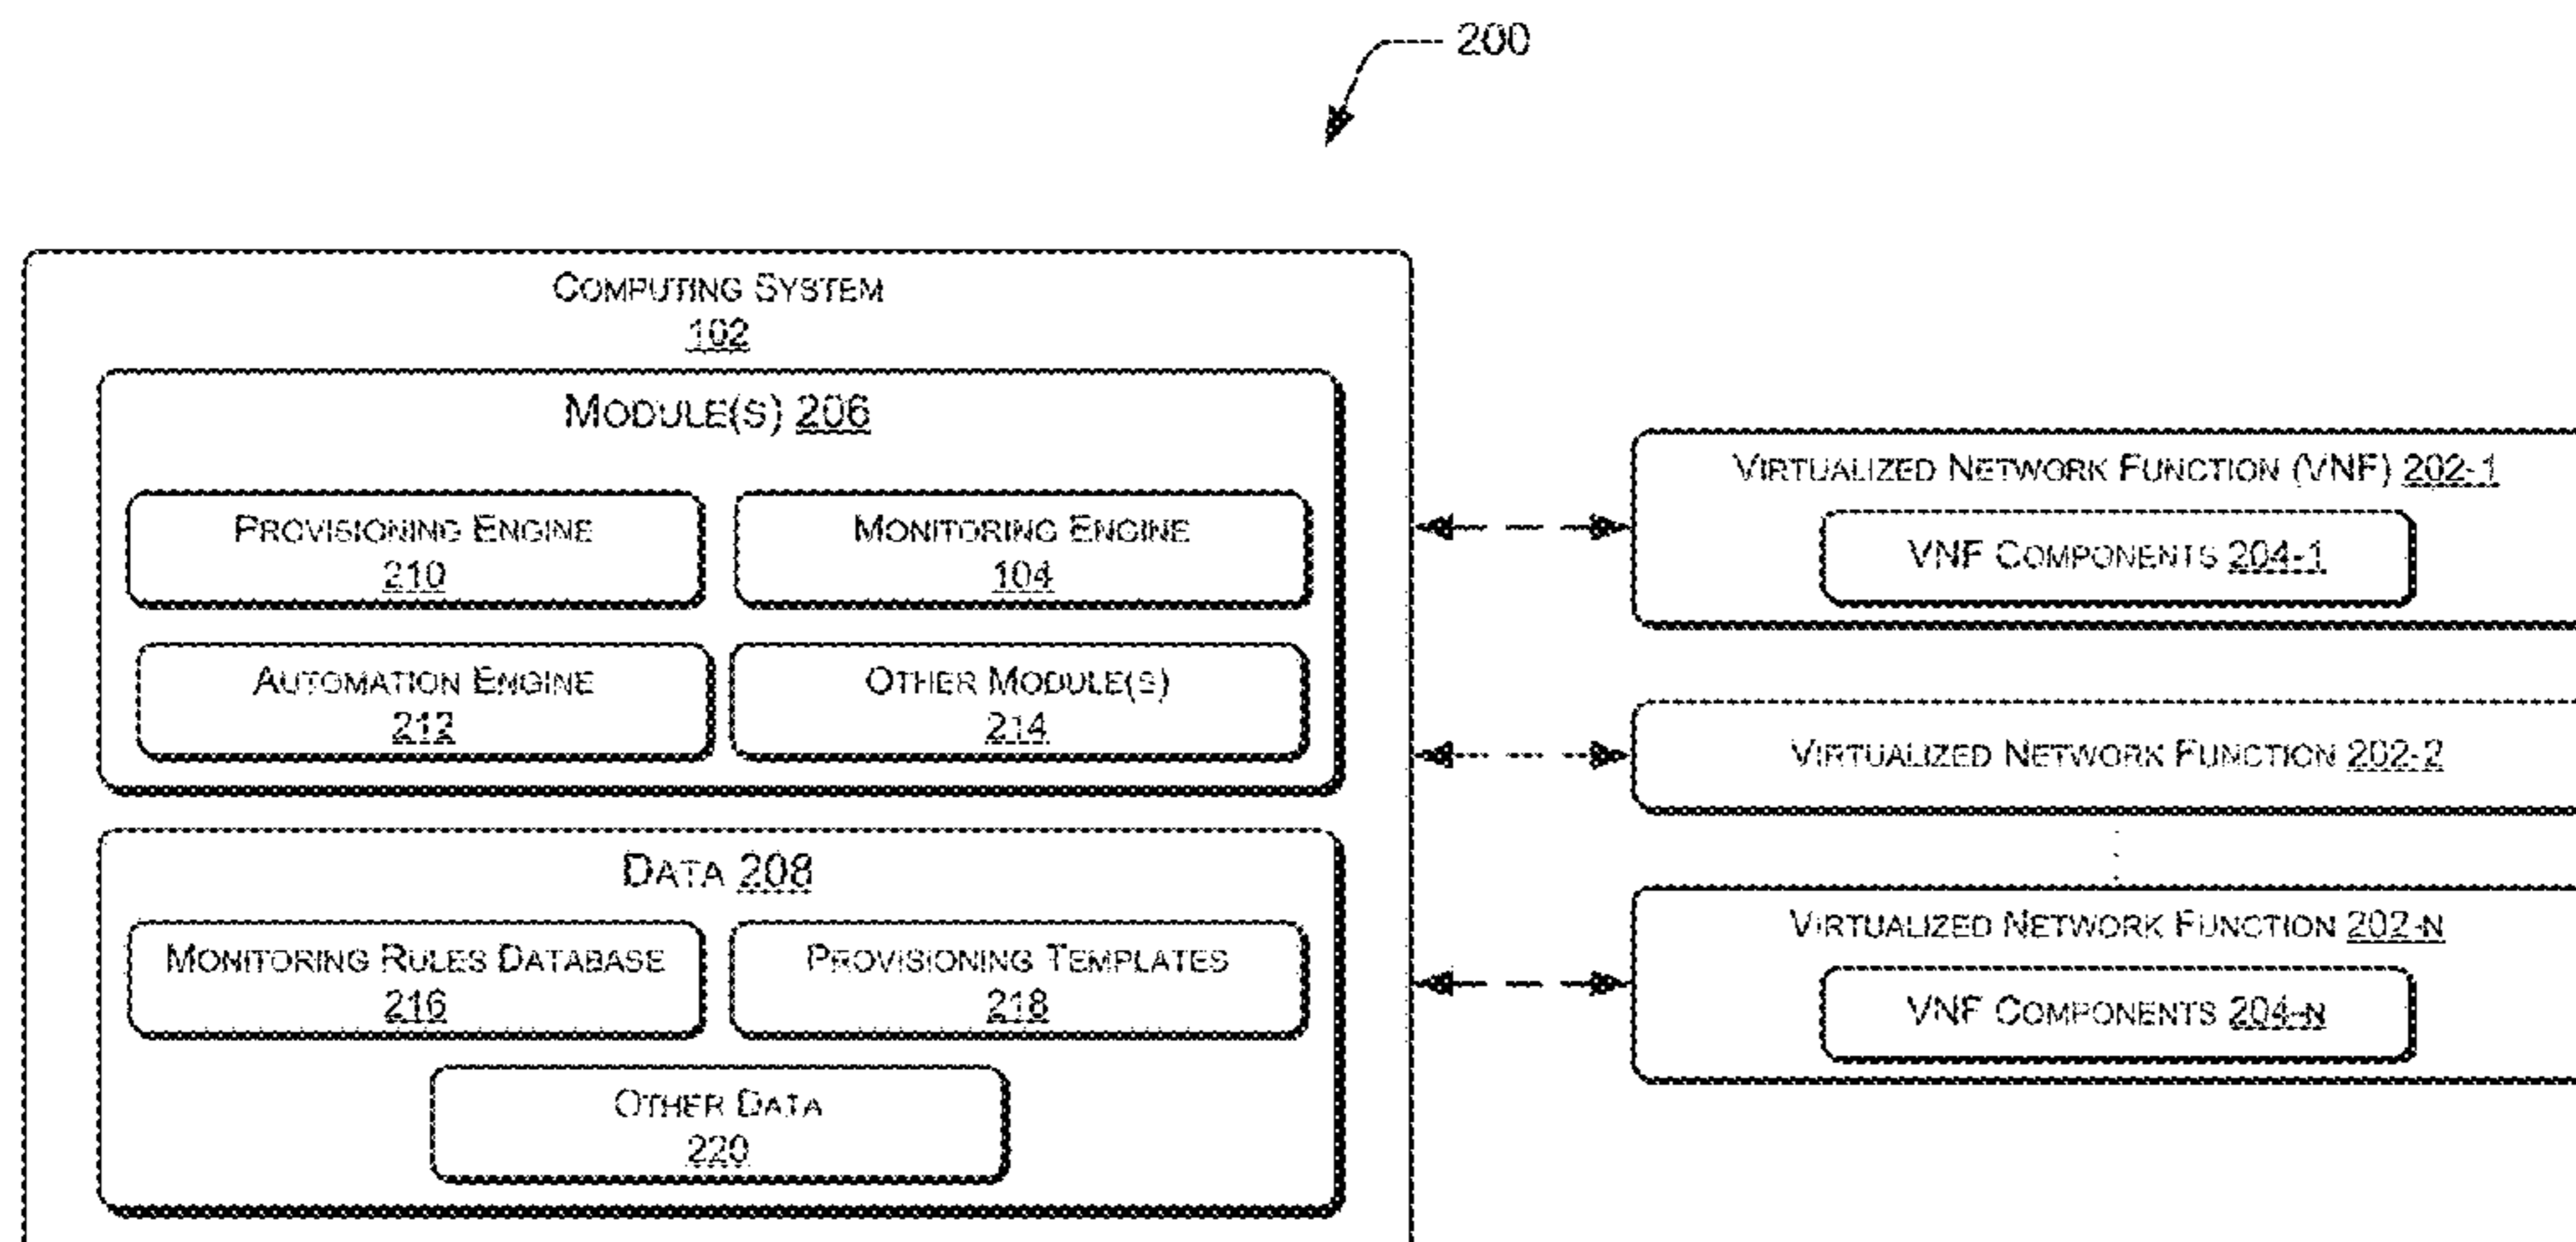 200
COMPUTING SYSTEM
102
MODULE(S) 206
PROVISIONING ENGINE
210
MONITORING ENGINE
104
AUTOMATION ENGINE
212
OTHER MODULE(S)
214
DATA 208
MONITORING RULES DATABASE
216
PROVISIONING TEMPLATES
218
OTHER DATA
220
VIRTUALIZED NETWORK FUNCTION (VNF) 202-1
VNF COMPONENTS 204-1
VIRTUALIZED NETWORK FUNCTION 202-2
VIRTUALIZED NETWORK FUNCTION 202-N
VNF COMPONENTS 204-N